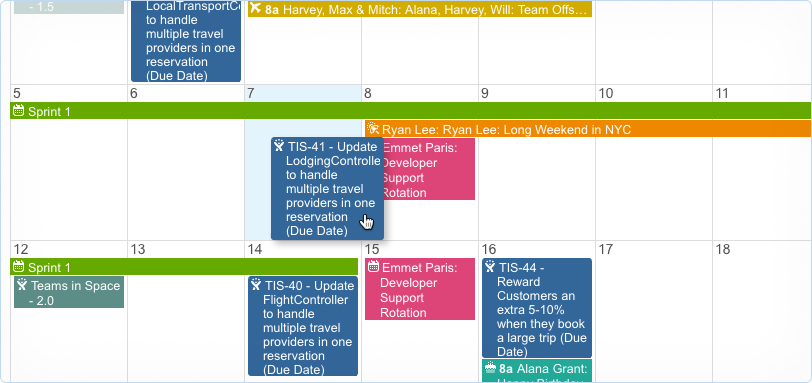 - 1.5
LocalTransportC
to handle
multiple travel
providers in one
reservation
(Due Date)
8a Harvey, Max & Mitch: Alana, Harvey, Will: Team Offs…
5 6 7 8 9 10 11
Sprint 1
Ryan Lee: Ryan Lee: Long Weekend in NYC
TIS-41 - Update
LodgingControlle
to handle
multiple travel
providers in one
reservation
(Due Date)
Emmet Paris:
Developer
Support
Rotation
12 13 14 15 16 17 18
Sprint 1
Teams in Space
- 2.0
TIS-40 - Update
FlightController
to handle
multiple travel
providers in one
reservation
(Due Date)
Emmet Paris:
Developer
Support
Rotation
TIS-44 -
Reward
Customers an
extra 5-10%
when they book
a large trip (Due
Date)
8a Alana Grant:
Happy Birthday